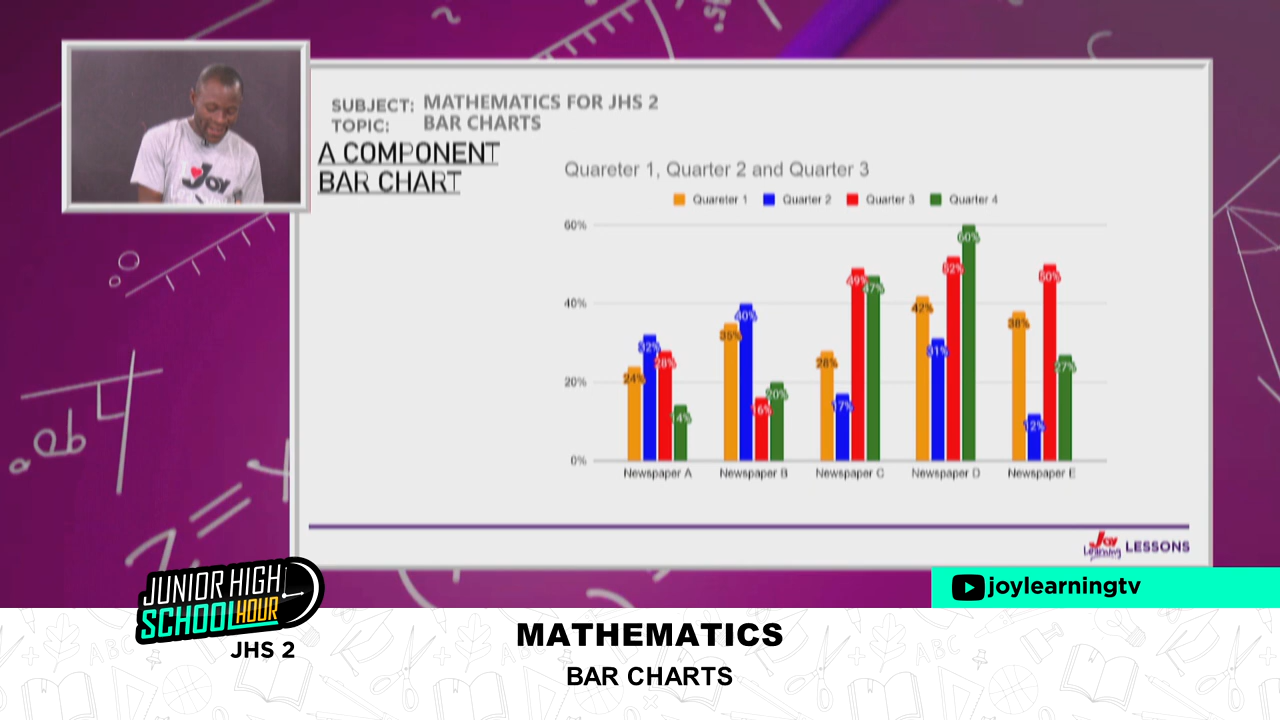 SUBJECT: MATHEMATICS FOR JHS 2
TOPIC: BAR CHARTS
A COMPONENT
BAR CHART
Quareter 1, Quarter 2 and Quarter 3
Quareter 1 Quarter 2 Quarter 3 Quarter 4
60%
40%
20%
0%
24% 32% 28% 14%
35% 40% 16% 20%
28% 17% 49% 47%
42% 31% 52% 60%
38% 12% 50% 27%
Newspaper A Newspaper B Newspaper C Newspaper D Newspaper E
Joy
Joy
Learning LESSONS
joylearningtv
JUNIOR HIGH
SCHOOL HOUR
JHS 2
MATHEMATICS
BAR CHARTS